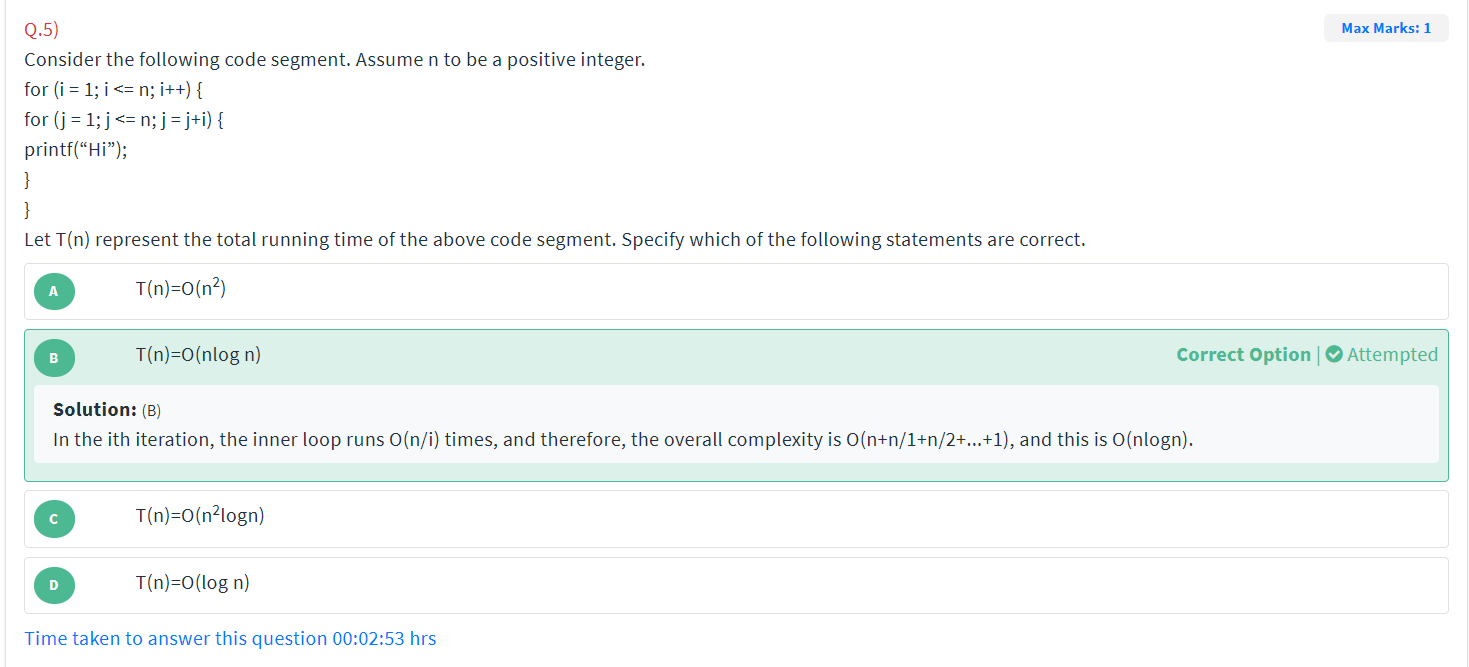 Q.5)
Max Marks: 1
Consider the following code segment. Assume n to be a positive integer.
for (i = 1; i <= n; i++) {
for (j = 1; j <= n; j = j+i) {
printf(“Hi”);
}
}
Let T(n) represent the total running time of the above code segment. Specify which of the following statements are correct.
A T(n)=O(n²)
B T(n)=O(nlog n) Correct Option | Attempted
Solution: (B)
In the ith iteration, the inner loop runs O(n/i) times, and therefore, the overall complexity is O(n+n/1+n/2+...+1), and this is O(nlogn).
C T(n)=O(n²logn)
D T(n)=O(log n)
Time taken to answer this question 00:02:53 hrs